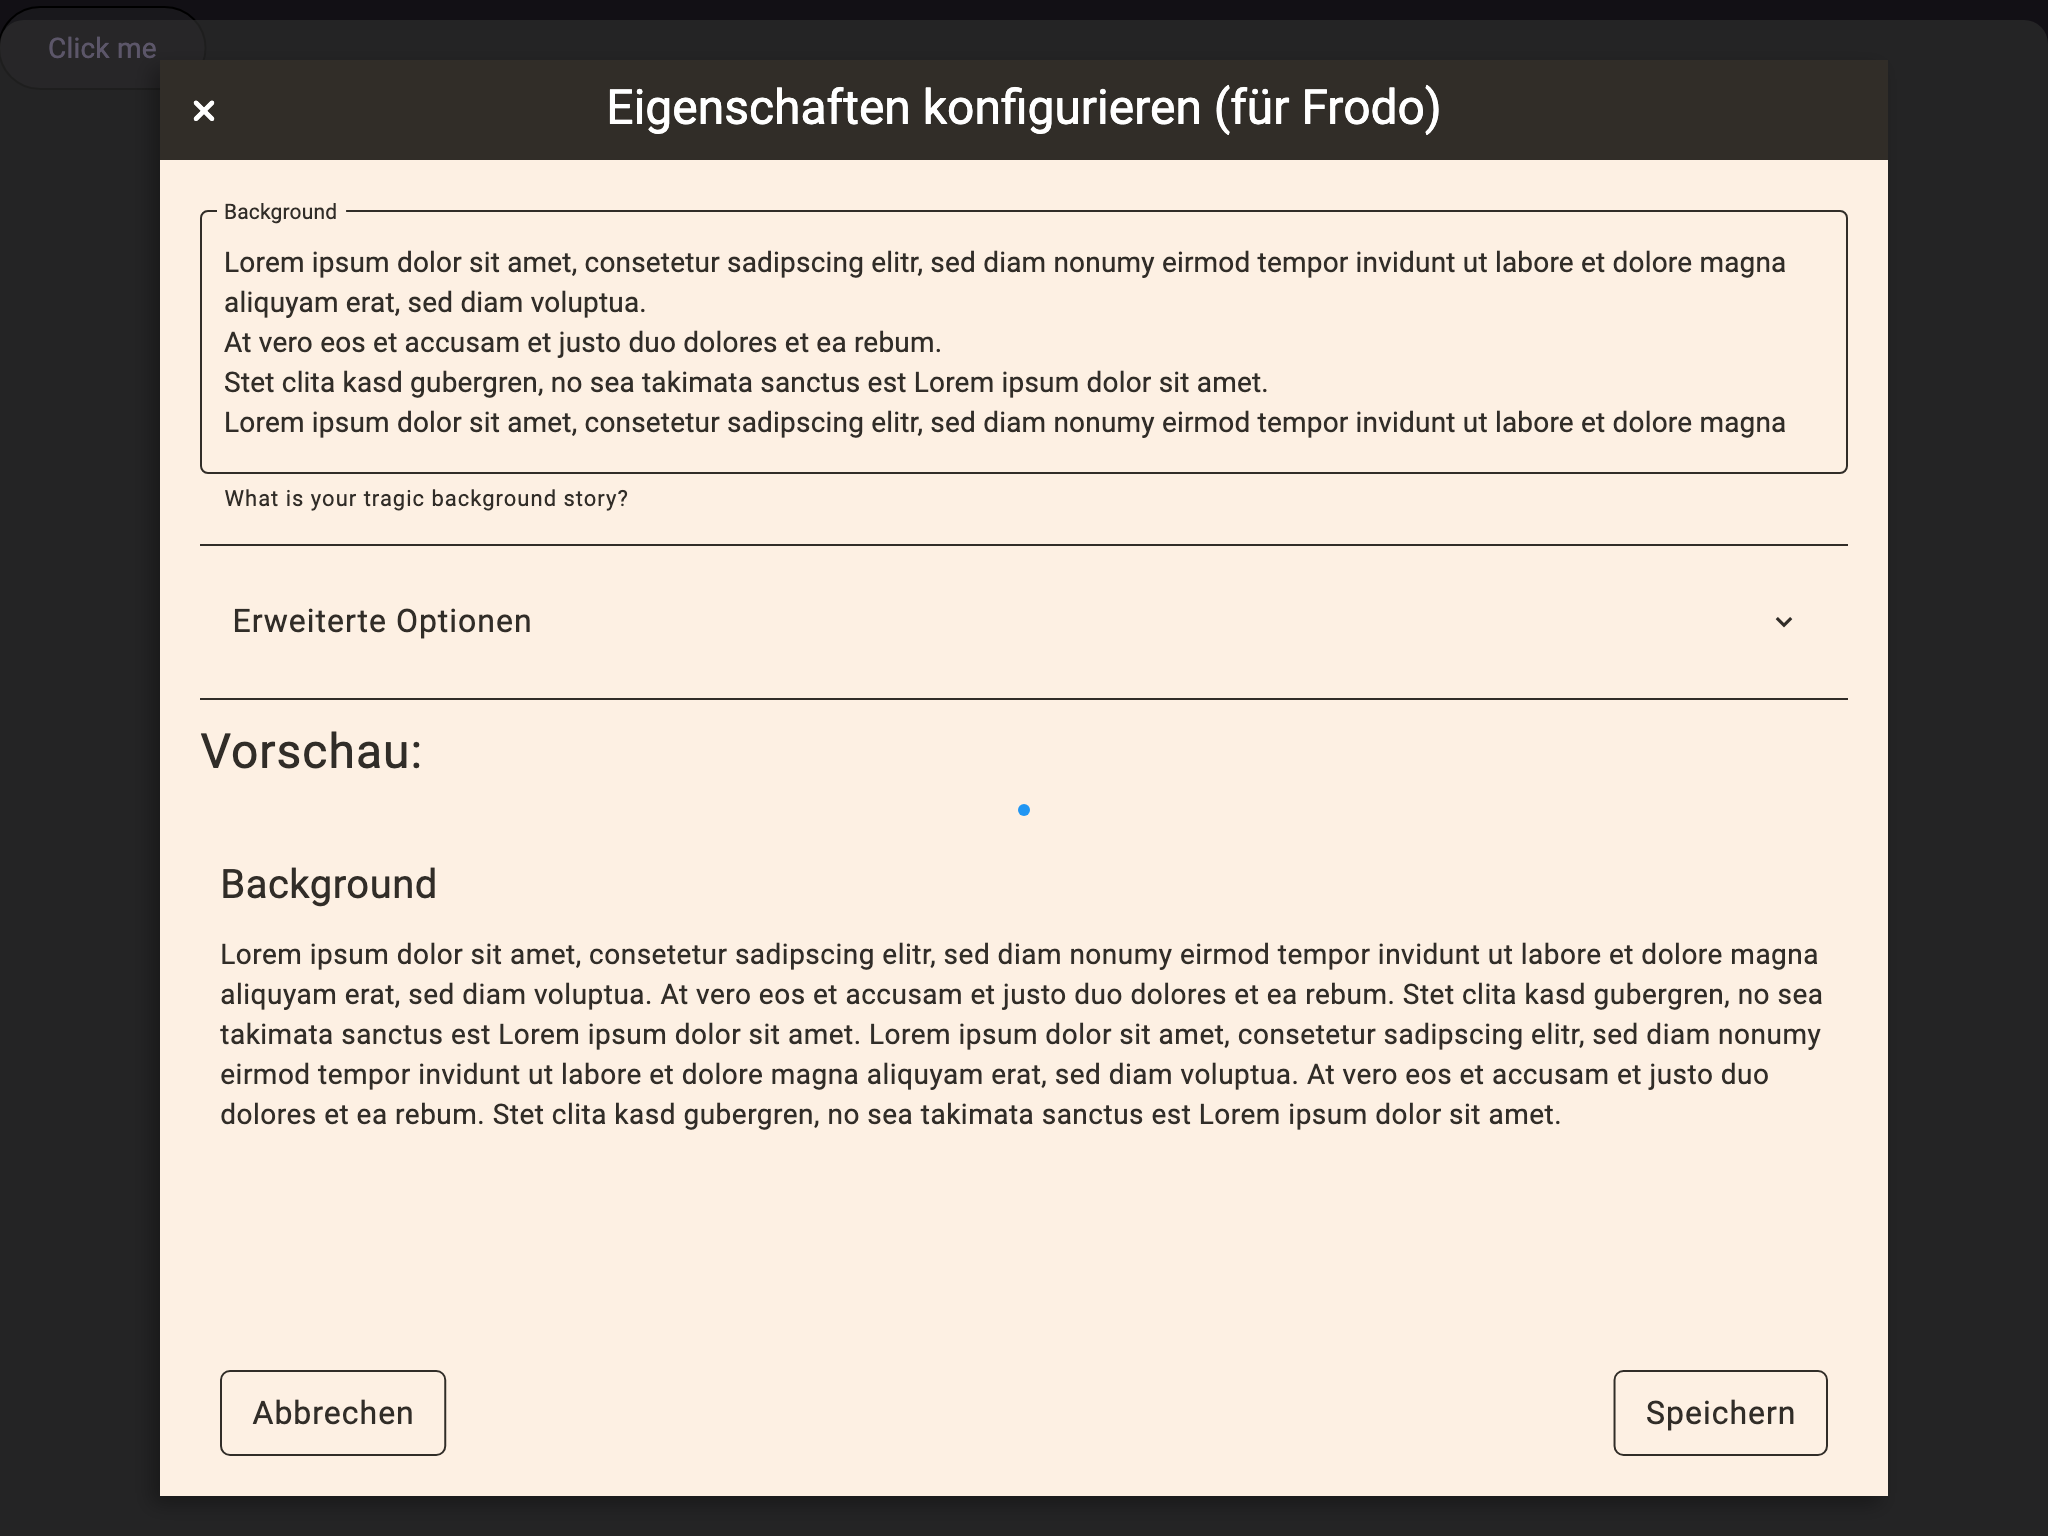 Click me
Eigenschaften konfigurieren (für Frodo)
Background
Lorem ipsum dolor sit amet, consetetur sadipscing elitr, sed diam nonumy eirmod tempor invidunt ut labore et dolore magna
aliquyam erat, sed diam voluptua.
At vero eos et accusam et justo duo dolores et ea rebum.
Stet clita kasd gubergren, no sea takimata sanctus est Lorem ipsum dolor sit amet.
Lorem ipsum dolor sit amet, consetetur sadipscing elitr, sed diam nonumy eirmod tempor invidunt ut labore et dolore magna
What is your tragic background story?
Erweiterte Optionen
Vorschau:
Background
Lorem ipsum dolor sit amet, consetetur sadipscing elitr, sed diam nonumy eirmod tempor invidunt ut labore et dolore magna
aliquyam erat, sed diam voluptua. At vero eos et accusam et justo duo dolores et ea rebum. Stet clita kasd gubergren, no sea
takimata sanctus est Lorem ipsum dolor sit amet. Lorem ipsum dolor sit amet, consetetur sadipscing elitr, sed diam nonumy
eirmod tempor invidunt ut labore et dolore magna aliquyam erat, sed diam voluptua. At vero eos et accusam et justo duo
dolores et ea rebum. Stet clita kasd gubergren, no sea takimata sanctus est Lorem ipsum dolor sit amet.
Abbrechen
Speichern